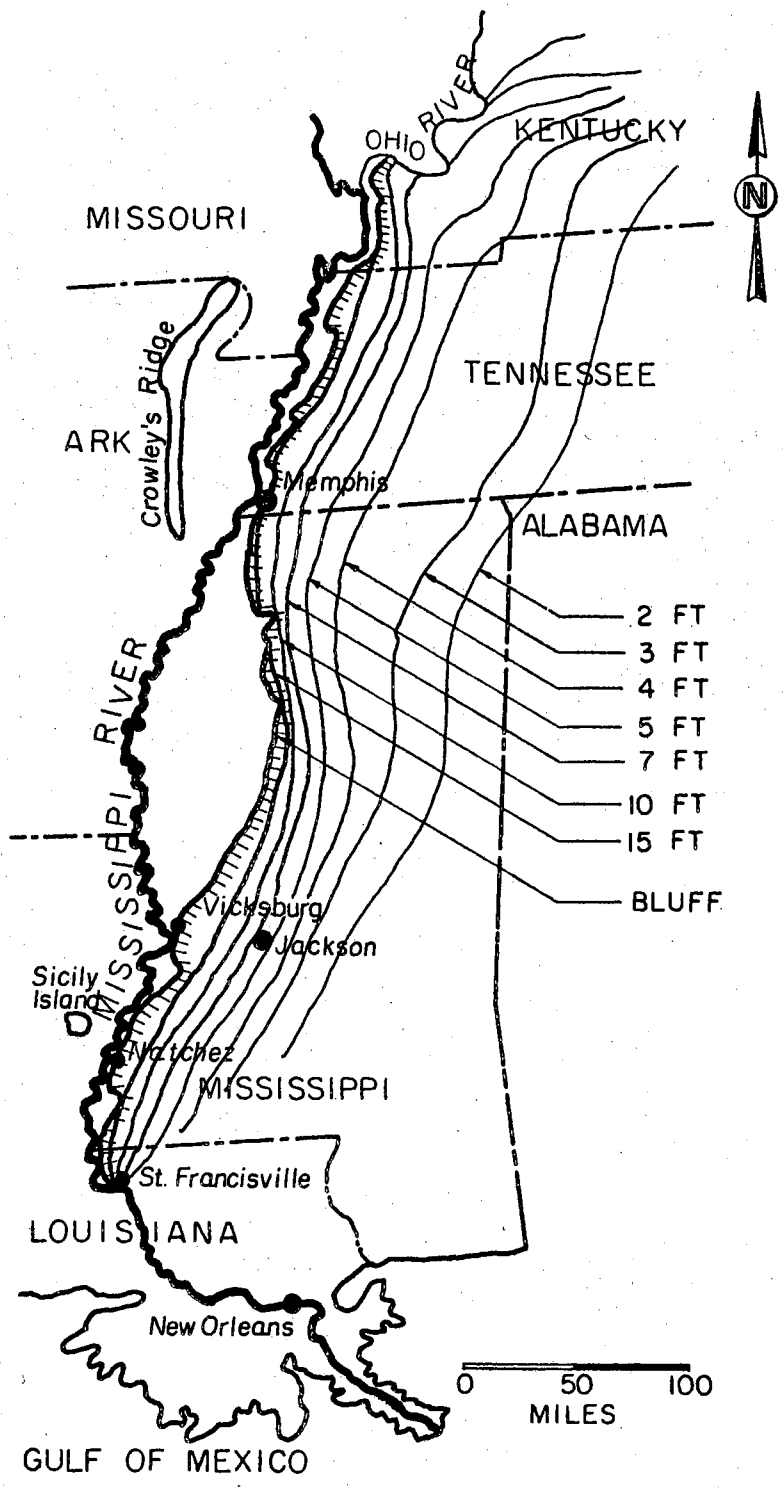 OHIO RIVER
KENTUCKY
N
MISSOURI
Crowley's Ridge
TENNESSEE
ARK
Memphis
ALABAMA
2 FT
3 FT
4 FT
5 FT
7 FT
10 FT
15 FT
BLUFF
MISSISSIPPI RIVER
Vicksburg
Jackson
Sicily
Island
Natchez
MISSISSIPPI
St. Francisville
LOUISIANA
New Orleans
0 50 100
MILES
GULF OF MEXICO